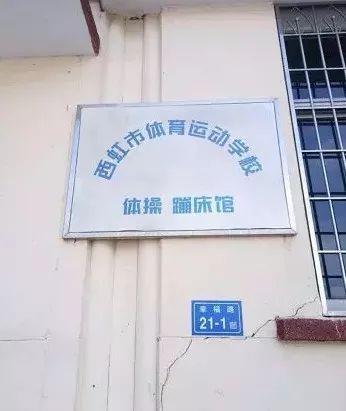 西虹市体育运动学校
体操 蹦床馆
幸福路
21-1号